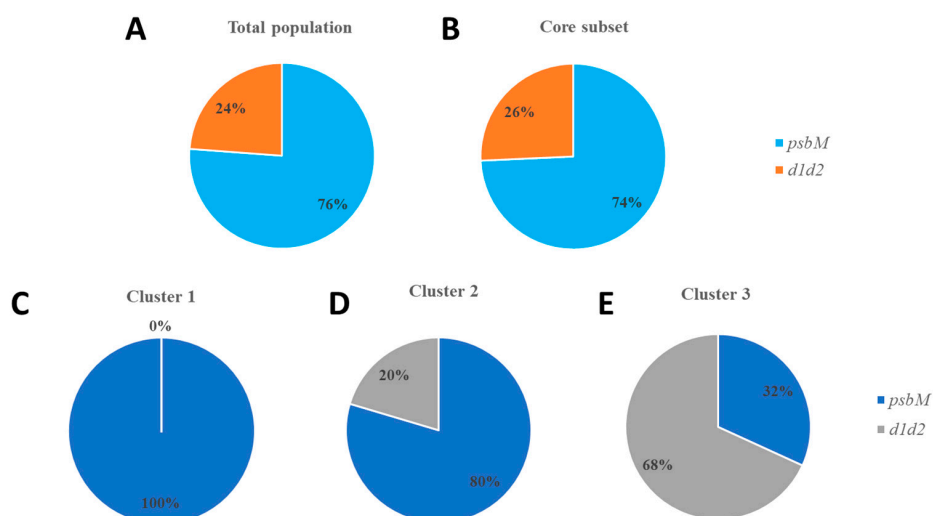 A Total population
B Core subset
24%
76%
26%
74%
psbM
d1d2
C Cluster 1
D Cluster 2
E Cluster 3
0%
100%
20%
80%
32%
68%
psbM
d1d2